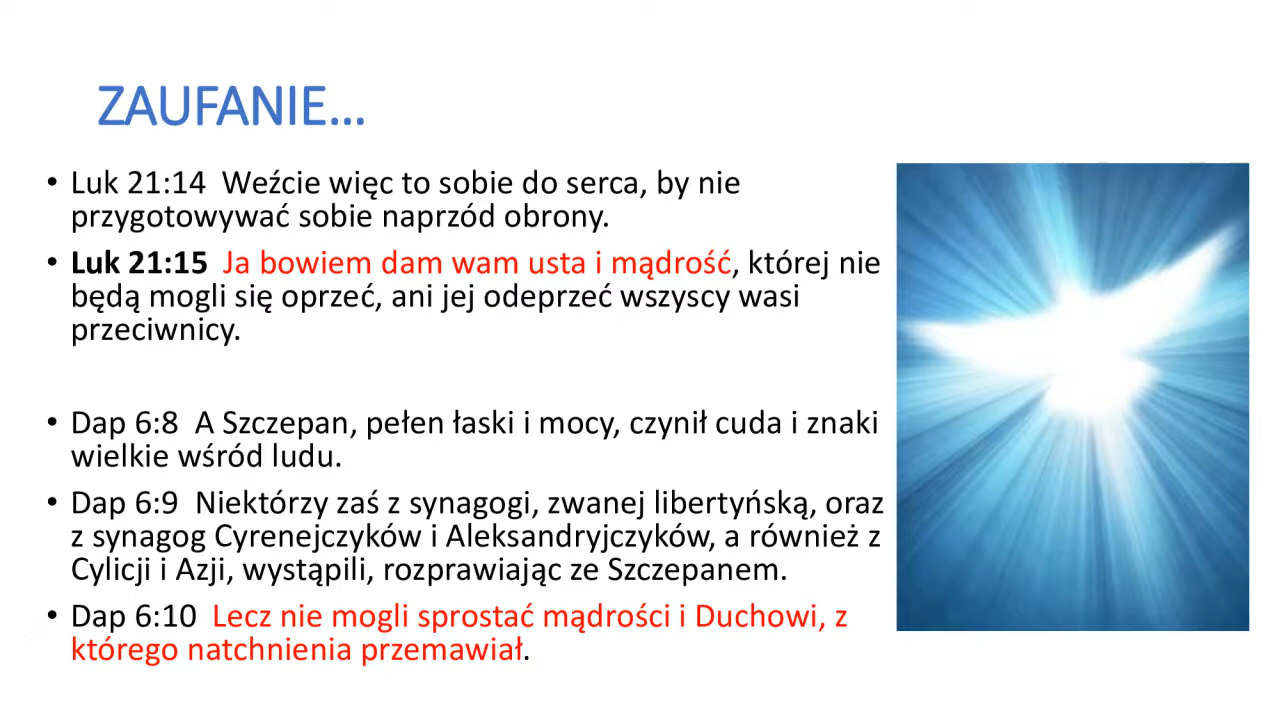 ZAUFANIE...
• Luk 21:14 Weźcie więc to sobie do serca, by nie
przygotowywać sobie naprzód obrony.
• Luk 21:15 Ja bowiem dam wam usta i mądrość, której nie
będą mogli się oprzeć, ani jej odeprzeć wszyscy wasi
przeciwnicy.
• Dap 6:8 A Szczepan, pełen łaski i mocy, czynił cuda i znaki
wielkie wśród ludu.
• Dap 6:9 Niektórzy zaś z synagogi, zwanej libertyńską, oraz
z synagog Cyrenejczyków i Aleksandryjczyków, a również z
Cylicji i Azji, wystąpili, rozprawiając ze Szczepanem.
• Dap 6:10 Lecz nie mogli sprostać mądrości i Duchowi, z
którego natchnienia przemawiał.